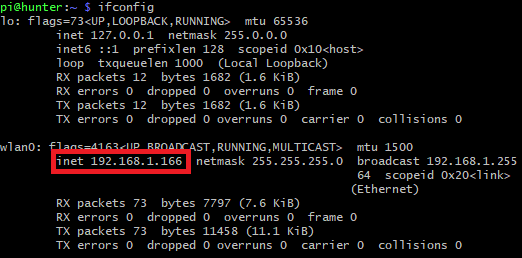 pi@hunter:~ $ ifconfig
lo: flags=73<UP,LOOPBACK,RUNNING>  mtu 65536
        inet 127.0.0.1  netmask 255.0.0.0
        inet6 ::1  prefixlen 128  scopeid 0x10<host>
        loop  txqueuelen 1000  (Local Loopback)
        RX packets 12  bytes 1682 (1.6 KiB)
        RX errors 0  dropped 0  overruns 0  frame 0
        TX packets 12  bytes 1682 (1.6 KiB)
        TX errors 0  dropped 0 overruns 0  carrier 0  collisions 0
wlan0: flags=4163<UP,BROADCAST,RUNNING,MULTICAST>  mtu 1500
        inet 192.168.1.166  netmask 255.255.255.0  broadcast 192.168.1.255
64  scopeid 0x20<link>
(Ethernet)
        RX packets 73  bytes 7797 (7.6 KiB)
        RX errors 0  dropped 0  overruns 0  frame 0
        TX packets 73  bytes 11458 (11.1 KiB)
        TX errors 0  dropped 0 overruns 0  carrier 0  collisions 0